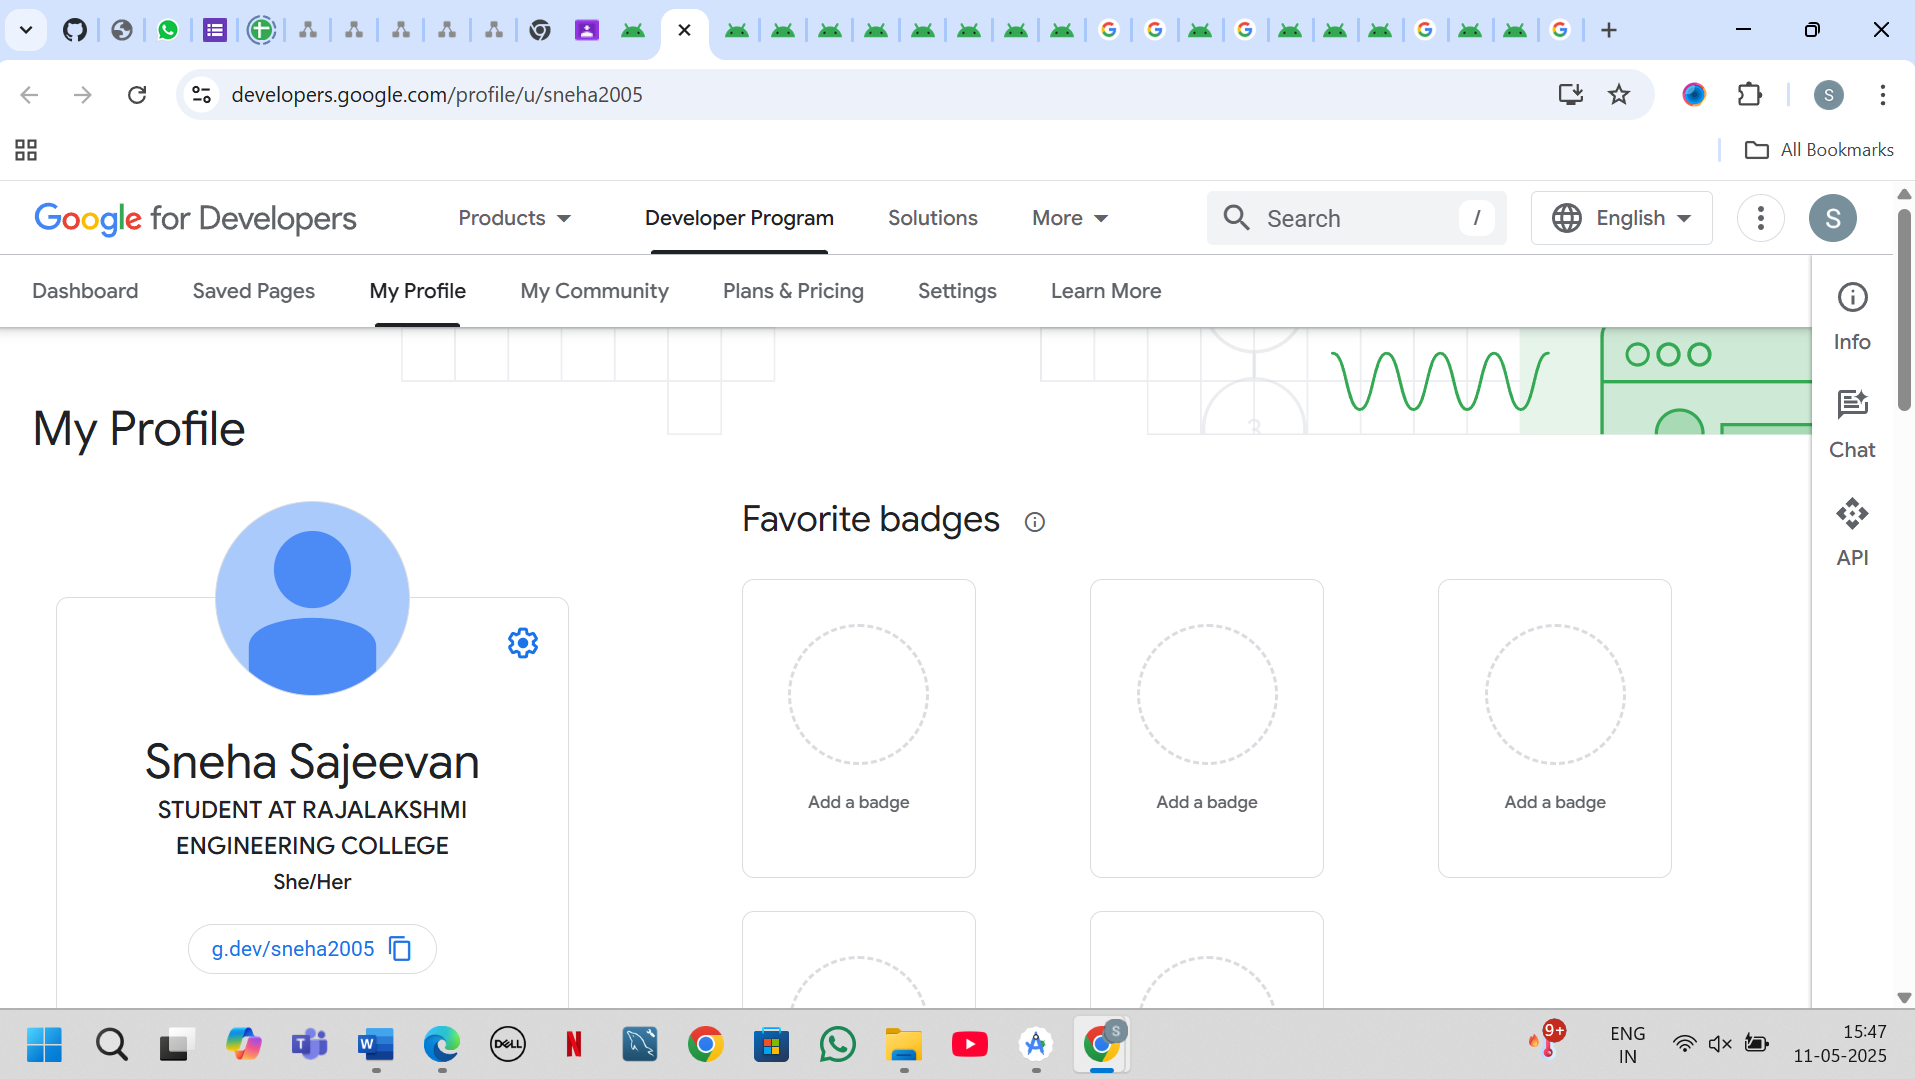 developers.google.com/profile/u/sneha2005
S
All Bookmarks
Google for Developers
Products
Developer Program
Solutions
More
Search
/
English
S
Dashboard
Saved Pages
My Profile
My Community
Plans & Pricing
Settings
Learn More
Info
Chat
API
3
My Profile
Favorite badges
Add a badge
Add a badge
Add a badge
Sneha Sajeevan
STUDENT AT RAJALAKSHMI
ENGINEERING COLLEGE
She/Her
g.dev/sneha2005
T
W
DELL
N
S
9+
ENG
IN
15:47
11-05-2025